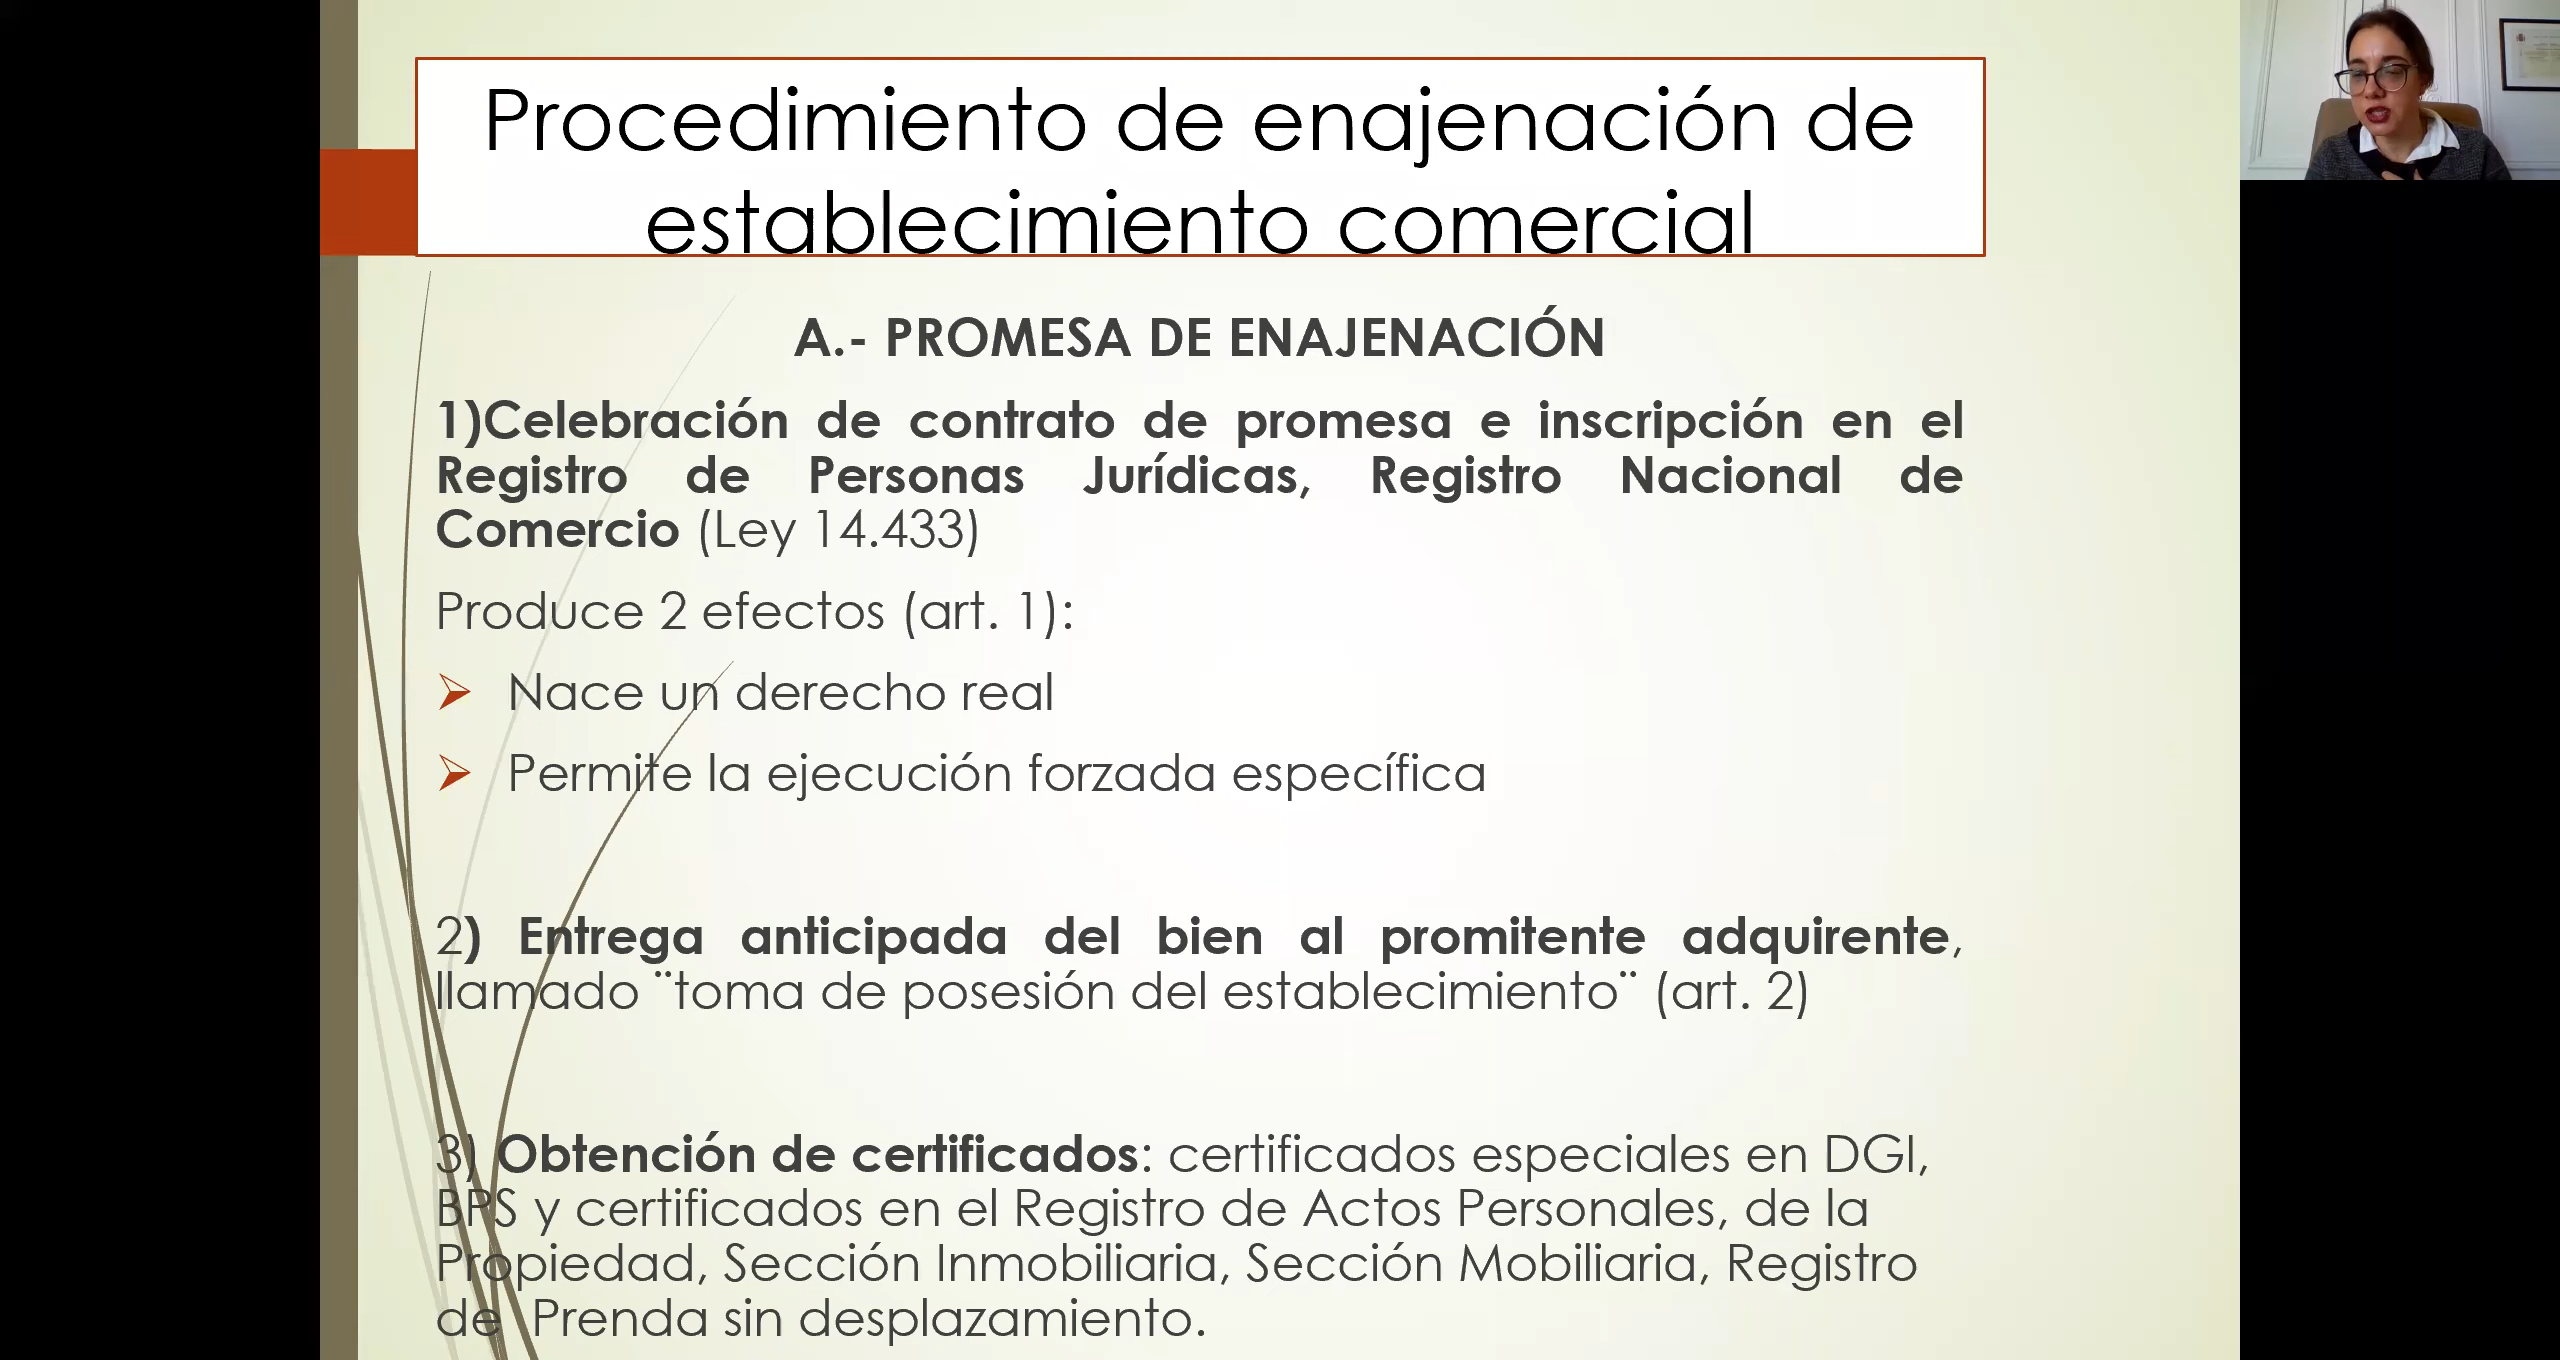 Procedimiento de enajenación de
establecimiento comercial
A.- PROMESA DE ENAJENACIÓN
1)Celebración de contrato de promesa e inscripción en el
Registro de Personas Jurídicas, Registro Nacional de
Comercio (Ley 14.433)
Produce 2 efectos (art. 1):
Nace un derecho real
Permite la ejecución forzada específica
2) Entrega anticipada del bien al promitente adquirente,
llamado ¨toma de posesión del establecimiento¨ (art. 2)
3) Obtención de certificados: certificados especiales en DGI,
BPS y certificados en el Registro de Actos Personales, de la
Propiedad, Sección Inmobiliaria, Sección Mobiliaria, Registro
de  Prenda sin desplazamiento.